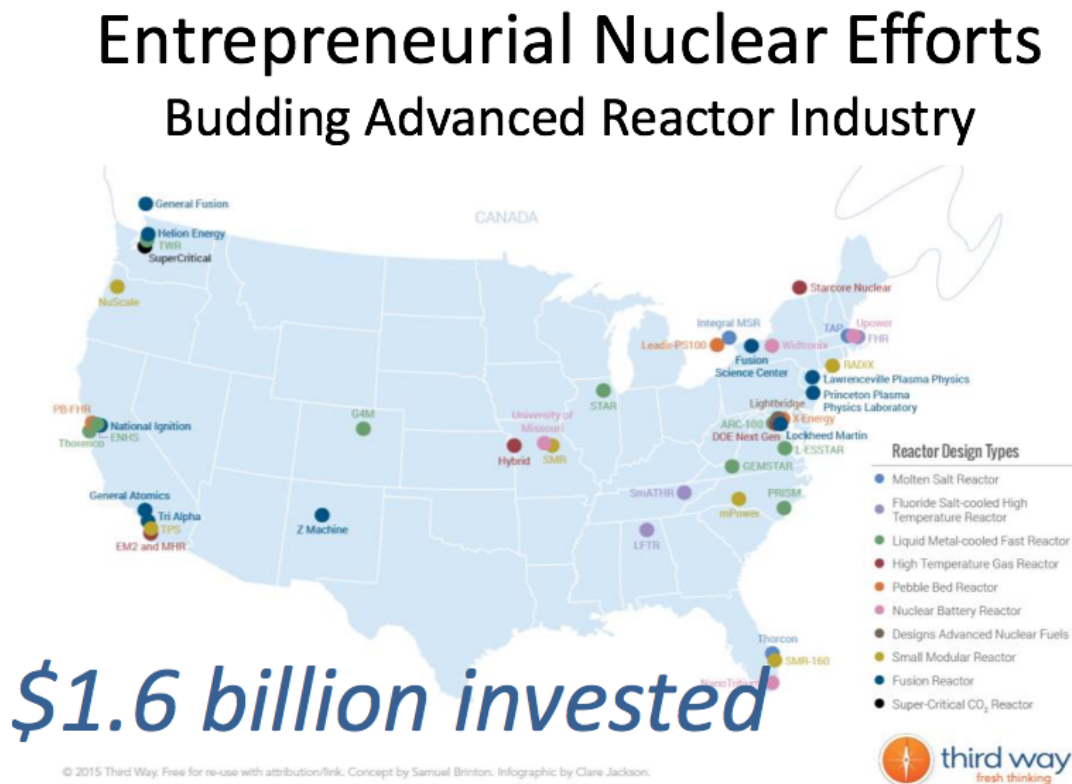 Entrepreneurial Nuclear Efforts
Budding Advanced Reactor Industry
CANADA
General Fusion
Helion Energy
TWR
SuperCritical
NuScale
PB-FHR
National Ignition
ENHS
Thorenco
General Atomics
Tri Alpha
TPS
EM2 and MHR
G4M
Z Machine
STAR
University of
Missouri
Hybrid
SMR
Starcore Nuclear
Integral MSR
Leadir-PS100
Fusion
Science Center
Widtronix
TAP
Upower
FHR
RADIX
Lawrenceville Plasma Physics
Princeton Plasma
Physics Laboratory
Lightbridge
ARC-100
X-Energy
DOE Next Gen
Lockheed Martin
L-ESSTAR
GEMSTAR
SmATHR
mPower
PRISM
LFTR
Thorcon
SMR-160
NanoTritium
Reactor Design Types
Molten Salt Reactor
Fluoride Salt-cooled High
Temperature Reactor
Liquid Metal-cooled Fast Reactor
High Temperature Gas Reactor
Pebble Bed Reactor
Nuclear Battery Reactor
Designs Advanced Nuclear Fuels
Small Modular Reactor
Fusion Reactor
Super-Critical CO₂ Reactor
$1.6 billion invested
© 2015 Third Way. Free for re-use with attribution/link. Concept by Samuel Brinton. Infographic by Clare Jackson.
third way
fresh thinking